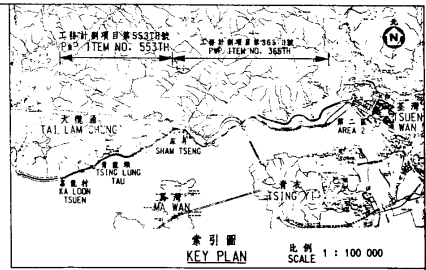 工務計劃項目第553TH號
PWP ITEM NO. 553TH
工務計劃項目第365TH號
PWP ITEM NO. 365TH
北
N
大欖涌
TAI LAM CHUNG
荃灣
TSUEN
WAN
第二區
AREA 2
深井
SHAM TSENG
青龍頭
TSING LUNG
TAU
嘉龍村
KA LOON
TSUEN
馬灣
MA WAN
青衣
TSING YI
索引圖
KEY PLAN
比例
SCALE 1 : 100 000